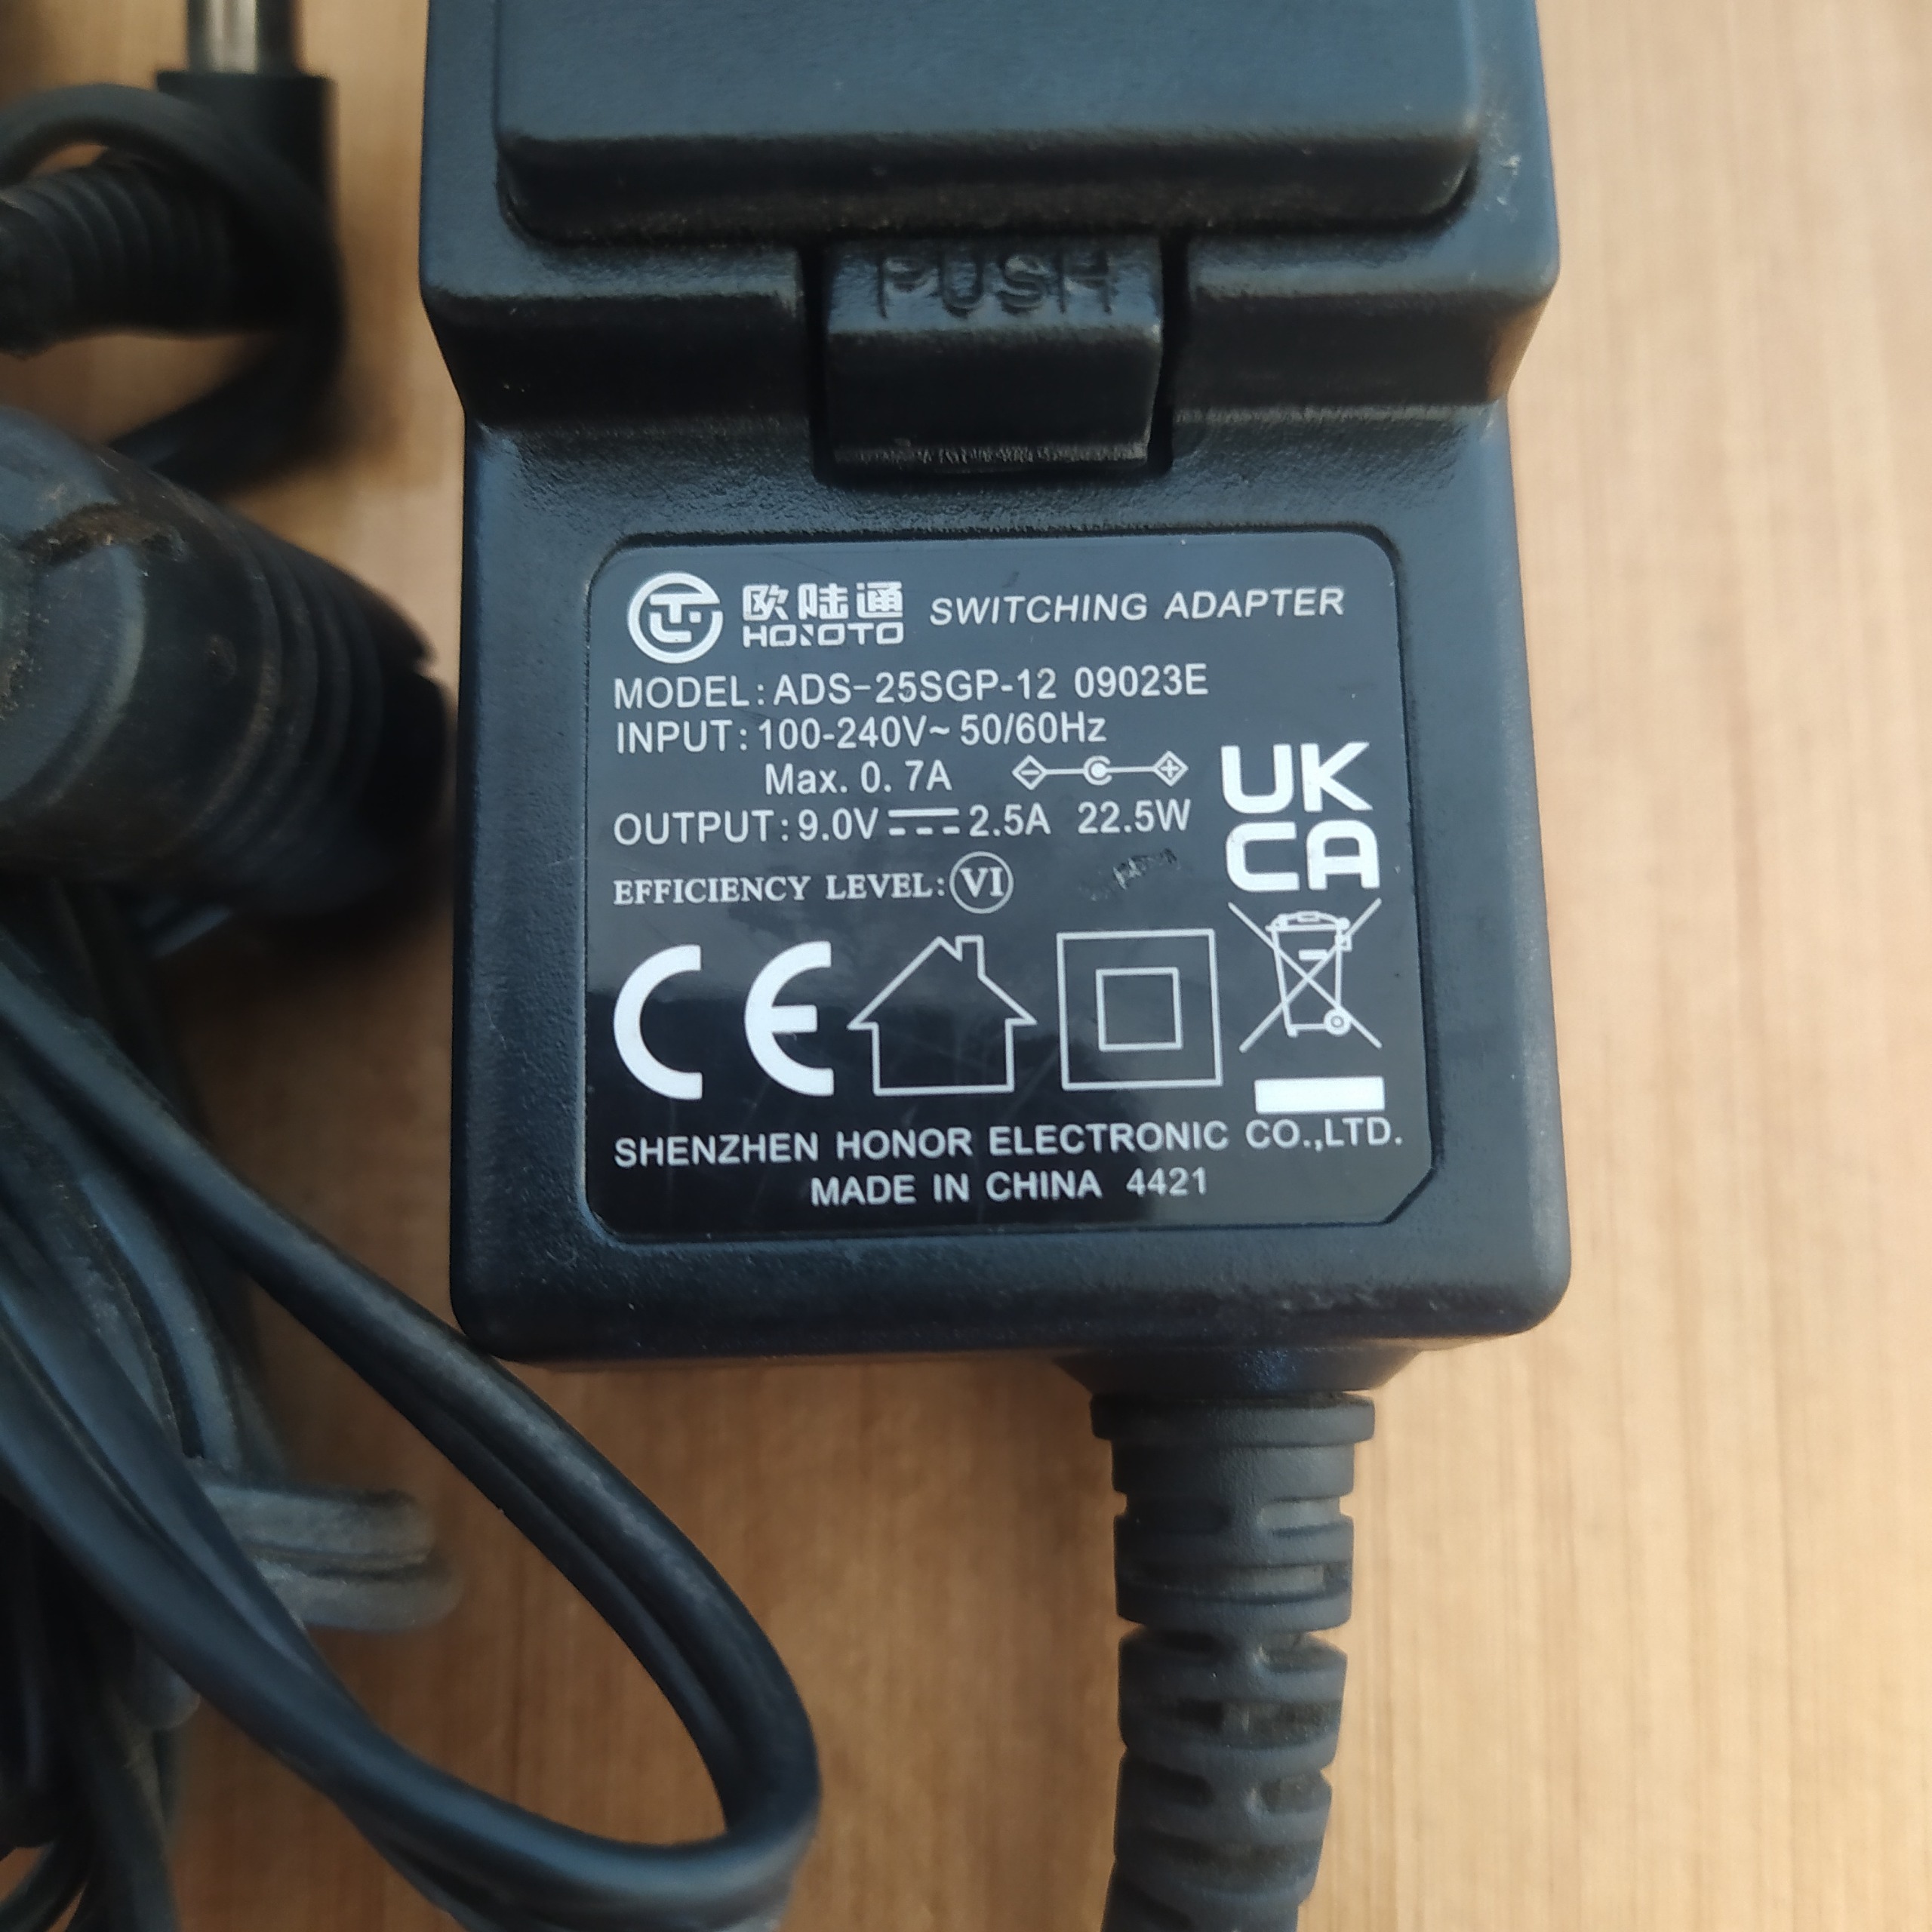 PUSH
欧陆通 SWITCHING ADAPTER
HONOTO
MODEL: ADS-25SGP-12 09023E
INPUT: 100-240V~ 50/60Hz
Max. 0. 7A
OUTPUT: 9.0V 2.5A 22.5W
EFFICIENCY LEVEL: VI
UK
CA
CE
SHENZHEN HONOR ELECTRONIC CO.,LTD.
MADE IN CHINA 4421